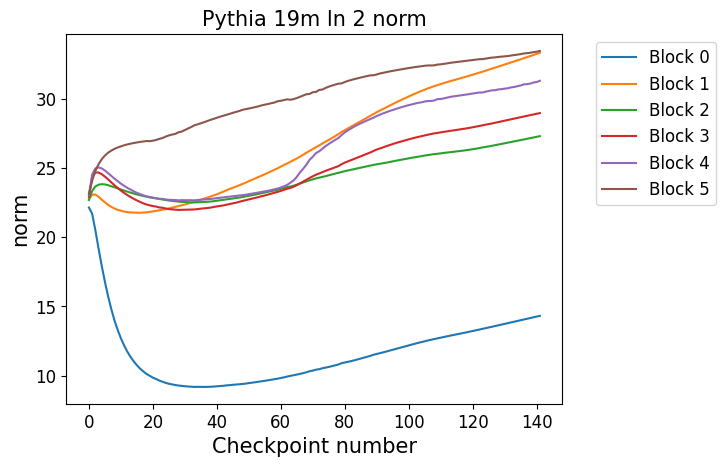 Pythia 19m ln 2 norm
norm
30
25
20
15
10
0 20 40 60 80 100 120 140
Checkpoint number
Block 0
Block 1
Block 2
Block 3
Block 4
Block 5